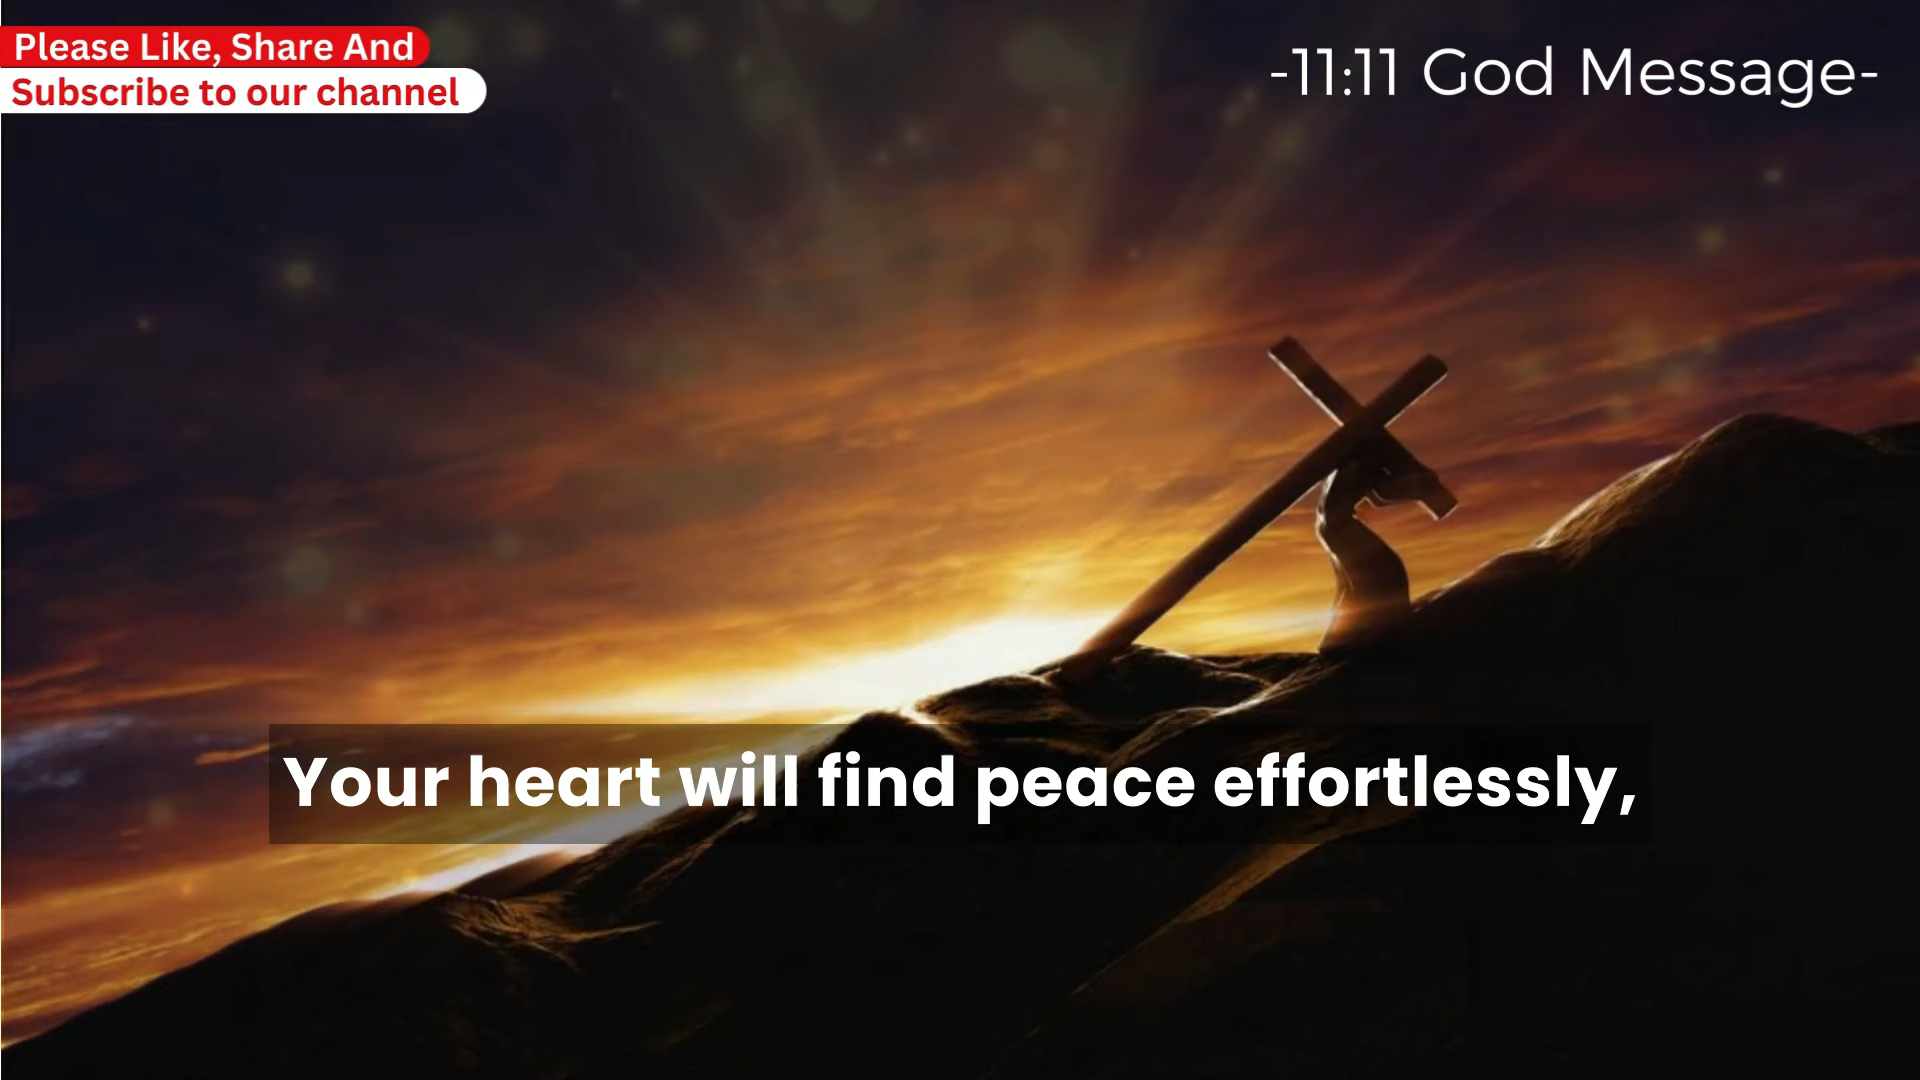 Please Like, Share And
Subscribe to our channel
-11:11 God Message-
Your heart will find peace effortlessly,